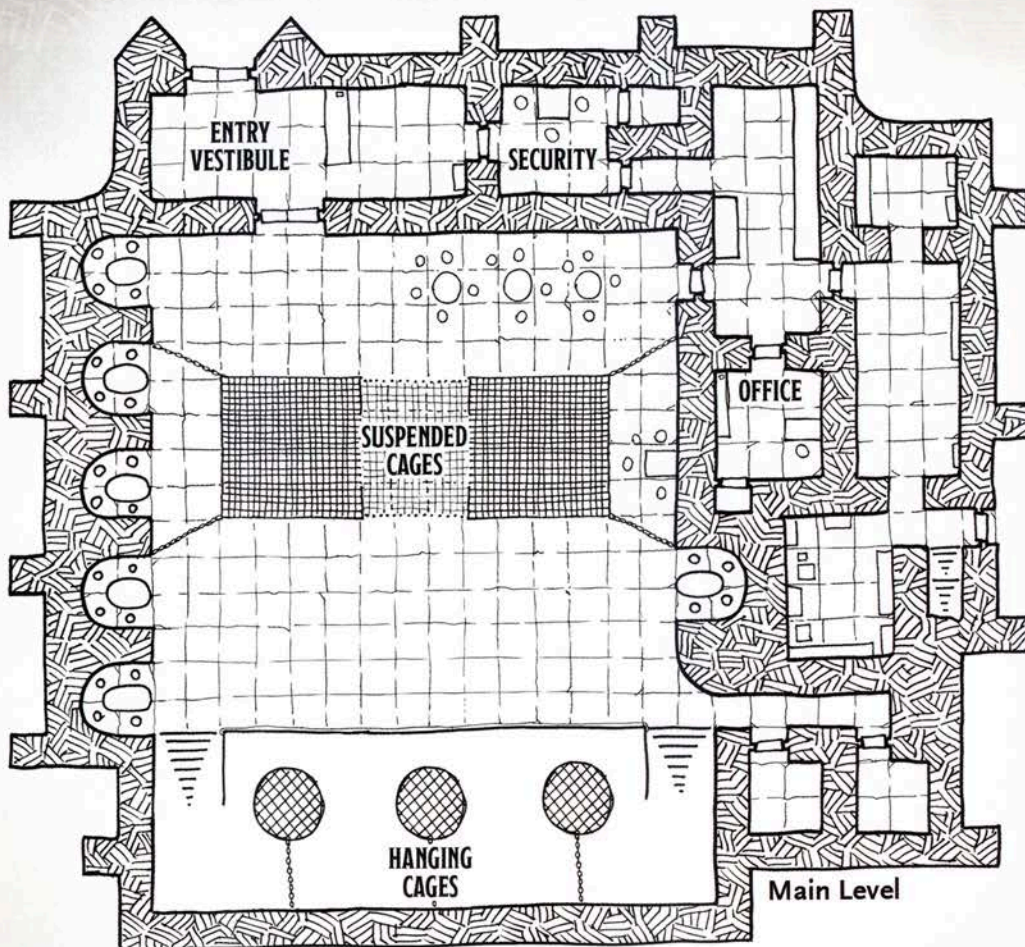 ENTRY
VESTIBULE
SECURITY
OFFICE
SUSPENDED
CAGES
HANGING
CAGES
Main Level